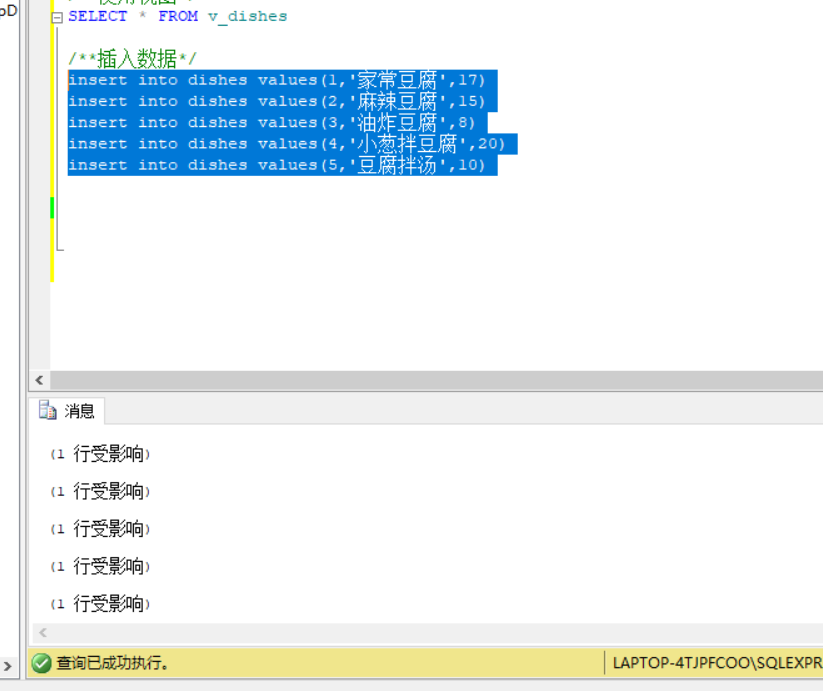 pD
SELECT * FROM v_dishes
/**插入数据*/
insert into dishes values(1,'家常豆腐',17)
insert into dishes values(2,'麻辣豆腐',15)
insert into dishes values(3,'油炸豆腐',8)
insert into dishes values(4,'小葱拌豆腐',20)
insert into dishes values(5,'豆腐拌汤',10)
消息
(1 行受影响)
(1 行受影响)
(1 行受影响)
(1 行受影响)
(1 行受影响)
查询已成功执行。
LAPTOP-4TJPFCOO\SQLEXPR